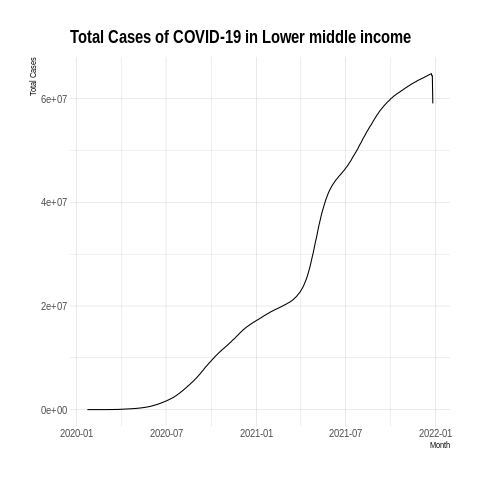 Total Cases of COVID-19 in Lower middle income
Total Cases
6e+07
4e+07
2e+07
0e+00
2020-01 2020-07 2021-01 2021-07 2022-01
Month